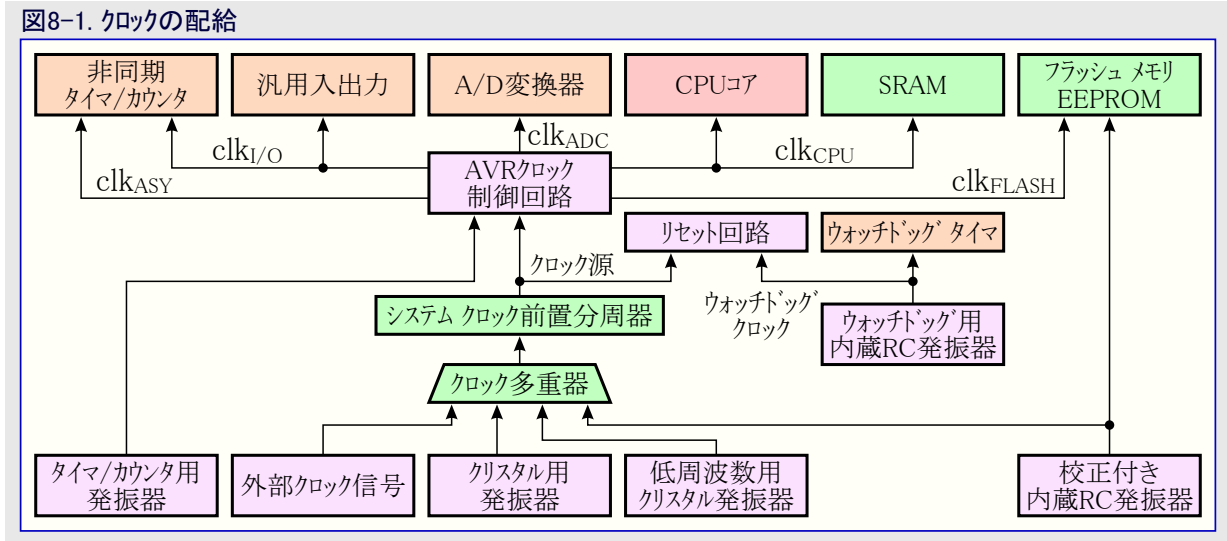 図8-1. クロックの配給
非同期
タイマ/カウンタ
汎用入出力
A/D変換器
CPUコア
SRAM
フラッシュ メモリ
EEPROM
clkI/O
clkADC
clkCPU
clkASY
AVRクロック
制御回路
clkFLASH
リセット回路
ウォッチドッグ タイマ
クロック源
システム クロック前置分周器
ウォッチドッグ
クロック
ウォッチドッグ用
内蔵RC発振器
クロック多重器
タイマ/カウンタ用
発振器
外部クロック信号
クリスタル用
発振器
低周波数用
クリスタル発振器
校正付き
内蔵RC発振器